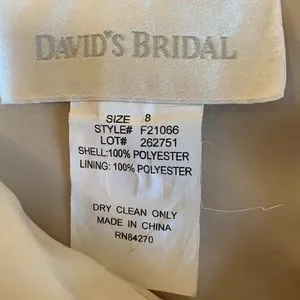 DAVID'S BRIDAL
SIZE 8
STYLE# F21066
LOT# 262751
SHELL:100% POLYESTER
LINING: 100% POLYESTER
DRY CLEAN ONLY
MADE IN CHINA
RN84270